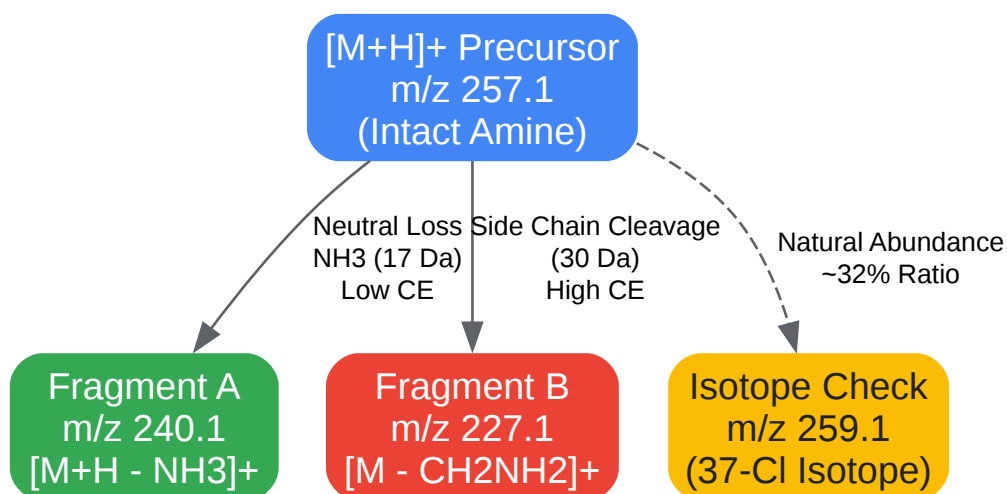 [M+H]+ Precursor
m/z 257.1
(Intact Amine)
Neutral Loss
NH3 (17 Da)
Low CE
Side Chain Cleavage
(30 Da)
High CE
Natural Abundance
~32% Ratio
Fragment A
m/z 240.1
[M+H - NH3]+
Fragment B
m/z 227.1
[M - CH2NH2]+
Isotope Check
m/z 259.1
(37-Cl Isotope)